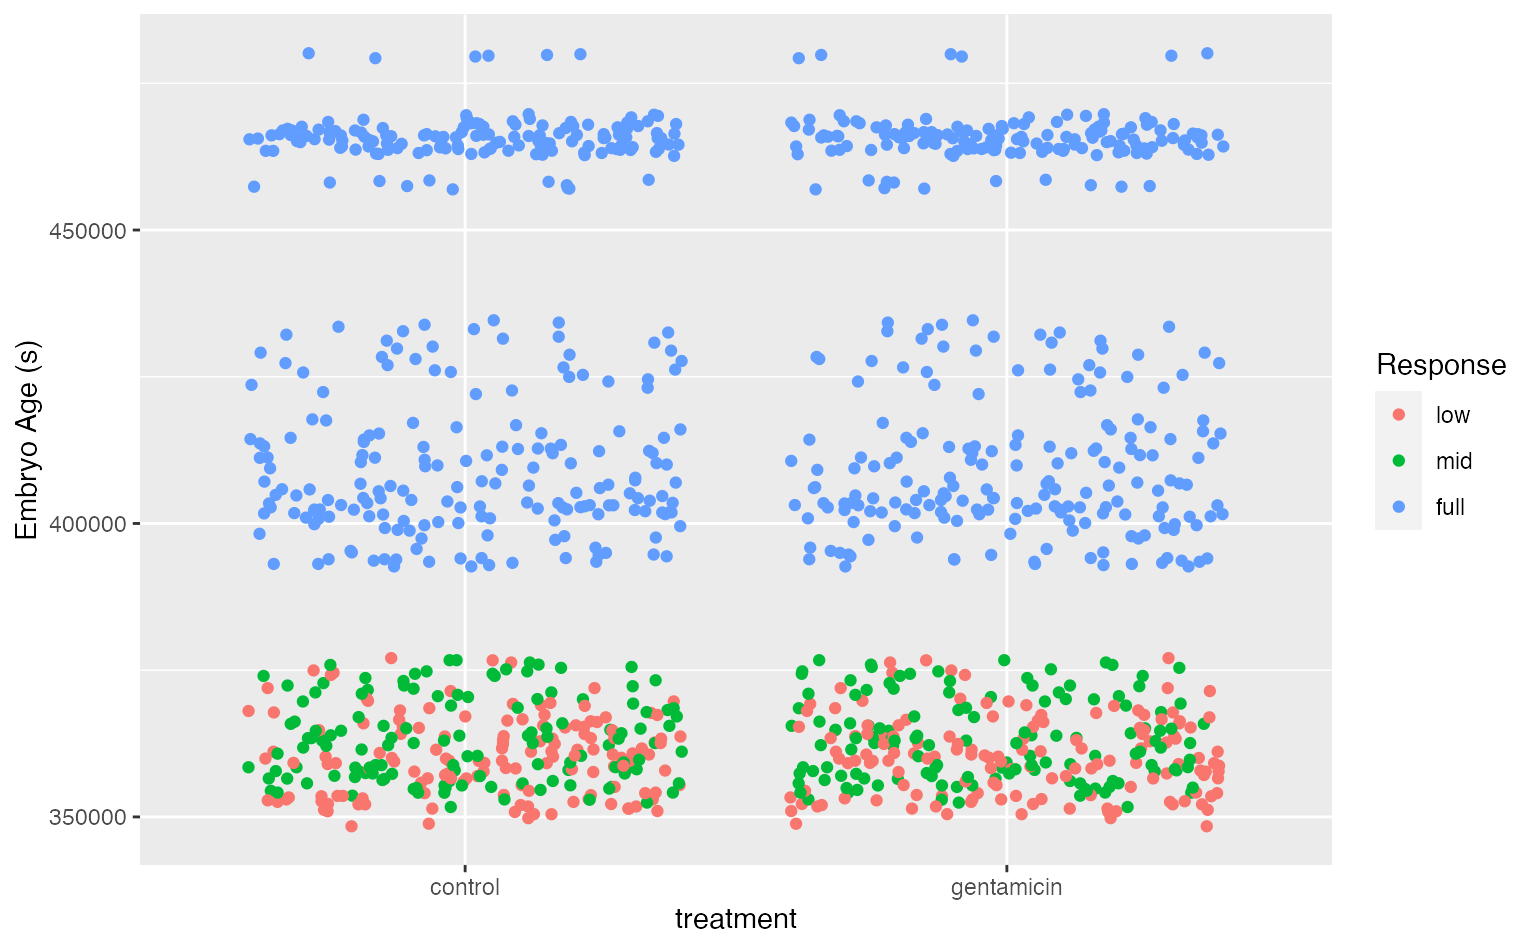 450000
400000
350000
Embryo Age (s)
control
gentamicin
treatment
Response
low
mid
full